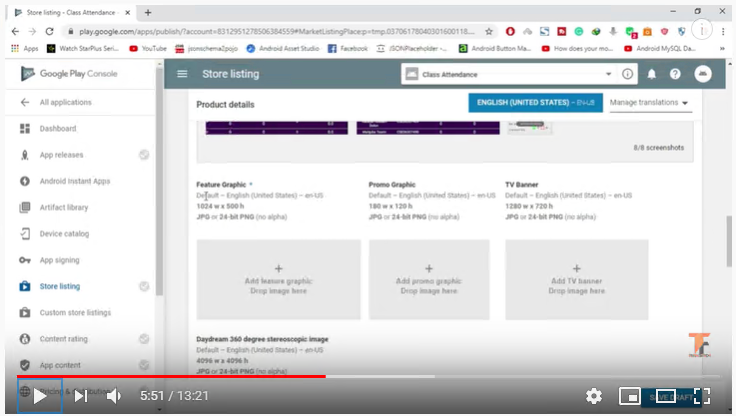 Store listing - Class Attendance
play.google.com/apps/publish/?account=8312951278506384559#MarketListingPlace:p=tmp.03706178040301600118...
Apps
Watch StarPlus Seri...
YouTube
jsonschema2pojo
Android Asset Studio
Facebook
JSONPlaceholder -...
Android Button Ma...
How does your mo...
Android MySQL Da...
Google Play Console
Store listing
Class Attendance
All applications
Product details
ENGLISH (UNITED STATES) – EN-US
Manage translations
Dashboard
App releases
Android Instant Apps
Artifact library
Device catalog
App signing
Store listing
Custom store listings
Content rating
App content
Pricing & distribution
8/8 screenshots
Feature Graphic *
Default – English (United States) – en-US
1024 w x 500 h
JPG or 24-bit PNG (no alpha)
Promo Graphic
Default – English (United States) – en-US
180 w x 120 h
JPG or 24-bit PNG (no alpha)
TV Banner
Default – English (United States) – en-US
1280 w x 720 h
JPG or 24-bit PNG (no alpha)
+
Add feature graphic
Drop image here
+
Add promo graphic
Drop image here
+
Add TV banner
Drop image here
Daydream 360 degree stereoscopic image
Default – English (United States) – en-US
4096 w x 4096 h
JPG or 24-bit PNG (no alpha)
SAVE DRAFT
5:51 / 13:21